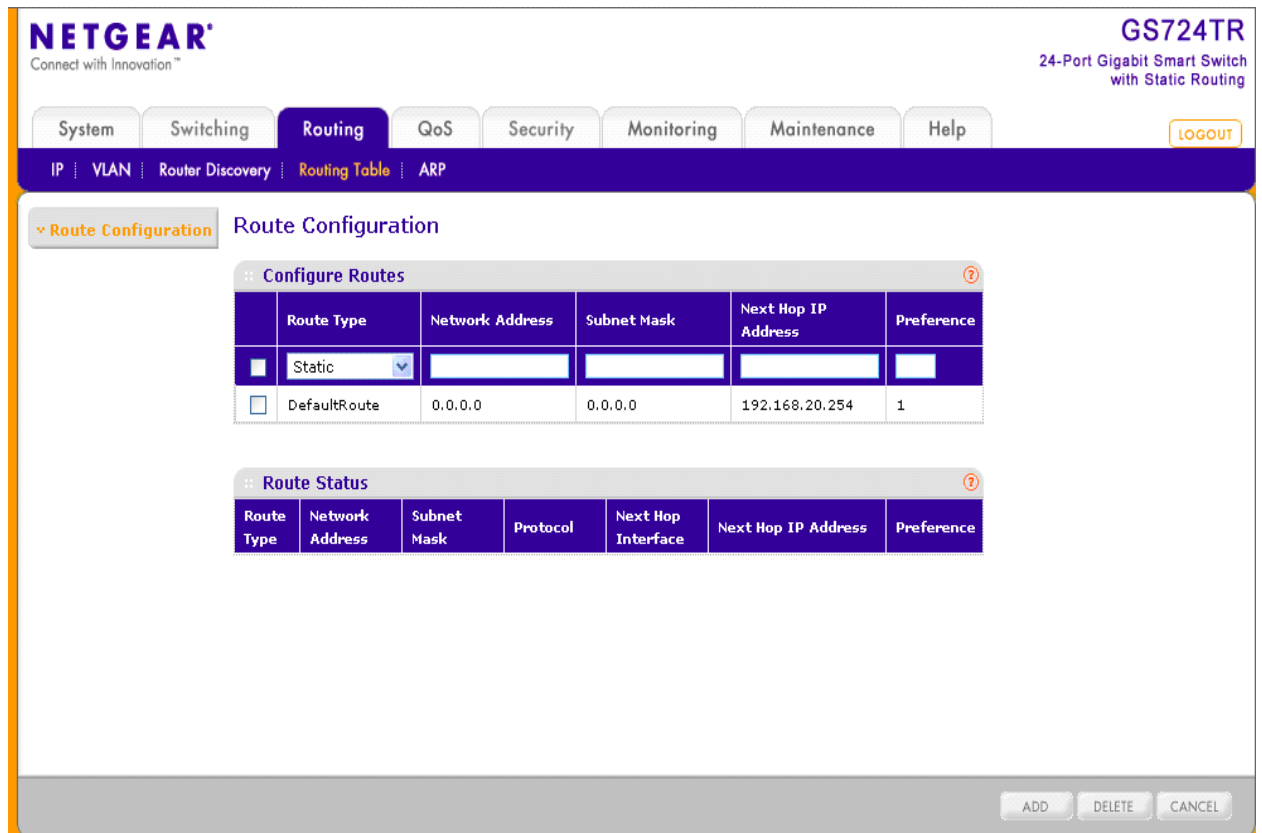 NETGEAR®
Connect with Innovation™
GS724TR
24-Port Gigabit Smart Switch
with Static Routing
System Switching Routing QoS Security Monitoring Maintenance Help
LOGOUT
IP VLAN Router Discovery Routing Table ARP
Route Configuration
Route Configuration
Configure Routes ?
Route Type Network Address Subnet Mask Next Hop IP Address Preference
Static
DefaultRoute 0.0.0.0 0.0.0.0 192.168.20.254 1
Route Status ?
Route Type Network Address Subnet Mask Protocol Next Hop Interface Next Hop IP Address Preference
ADD DELETE CANCEL